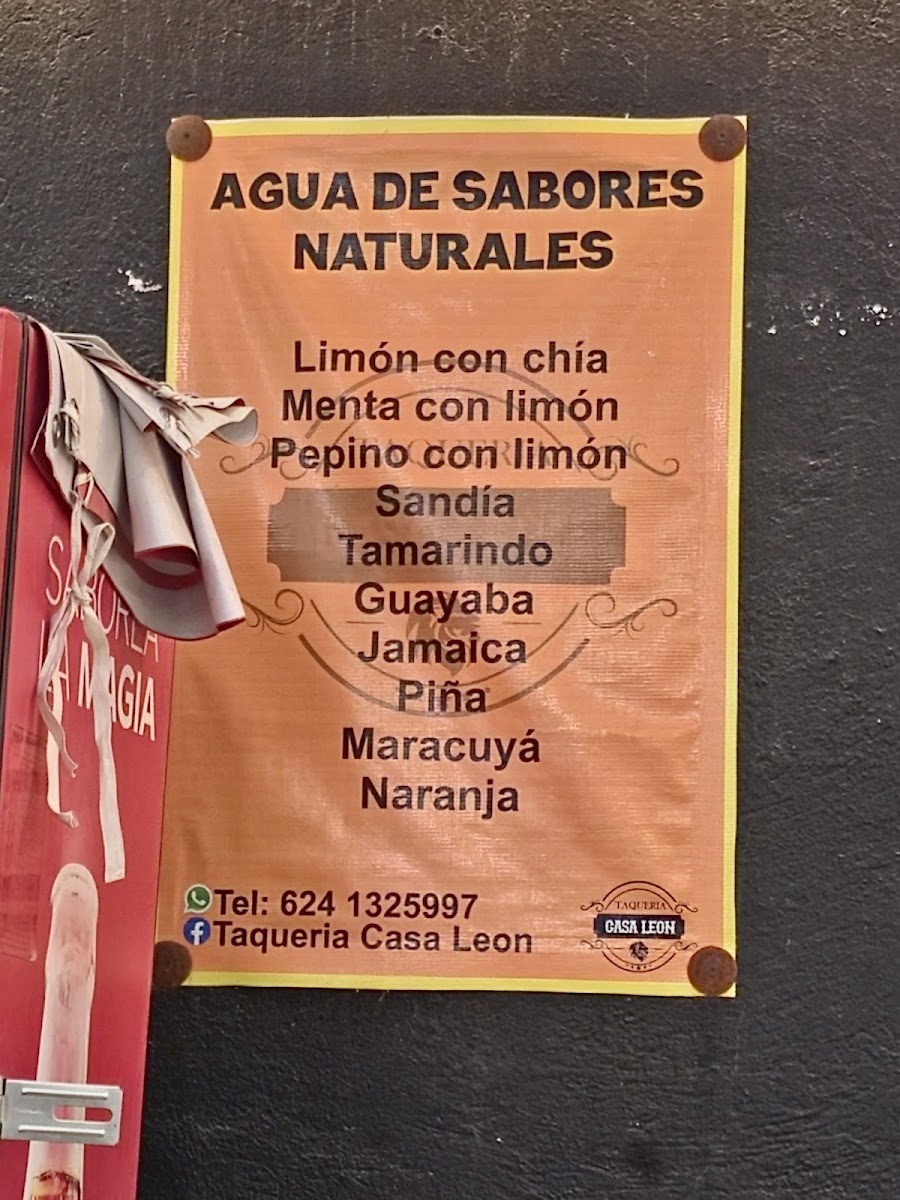 AGUA DE SABORES
NATURALES
Limón con chía
Menta con limón
Pepino con limón
Sandía
Tamarindo
Guayaba
Jamaica
Piña
Maracuyá
Naranja
Tel: 624 1325997
Taqueria Casa Leon
TAQUERIA
CASA LEON
MAGIA